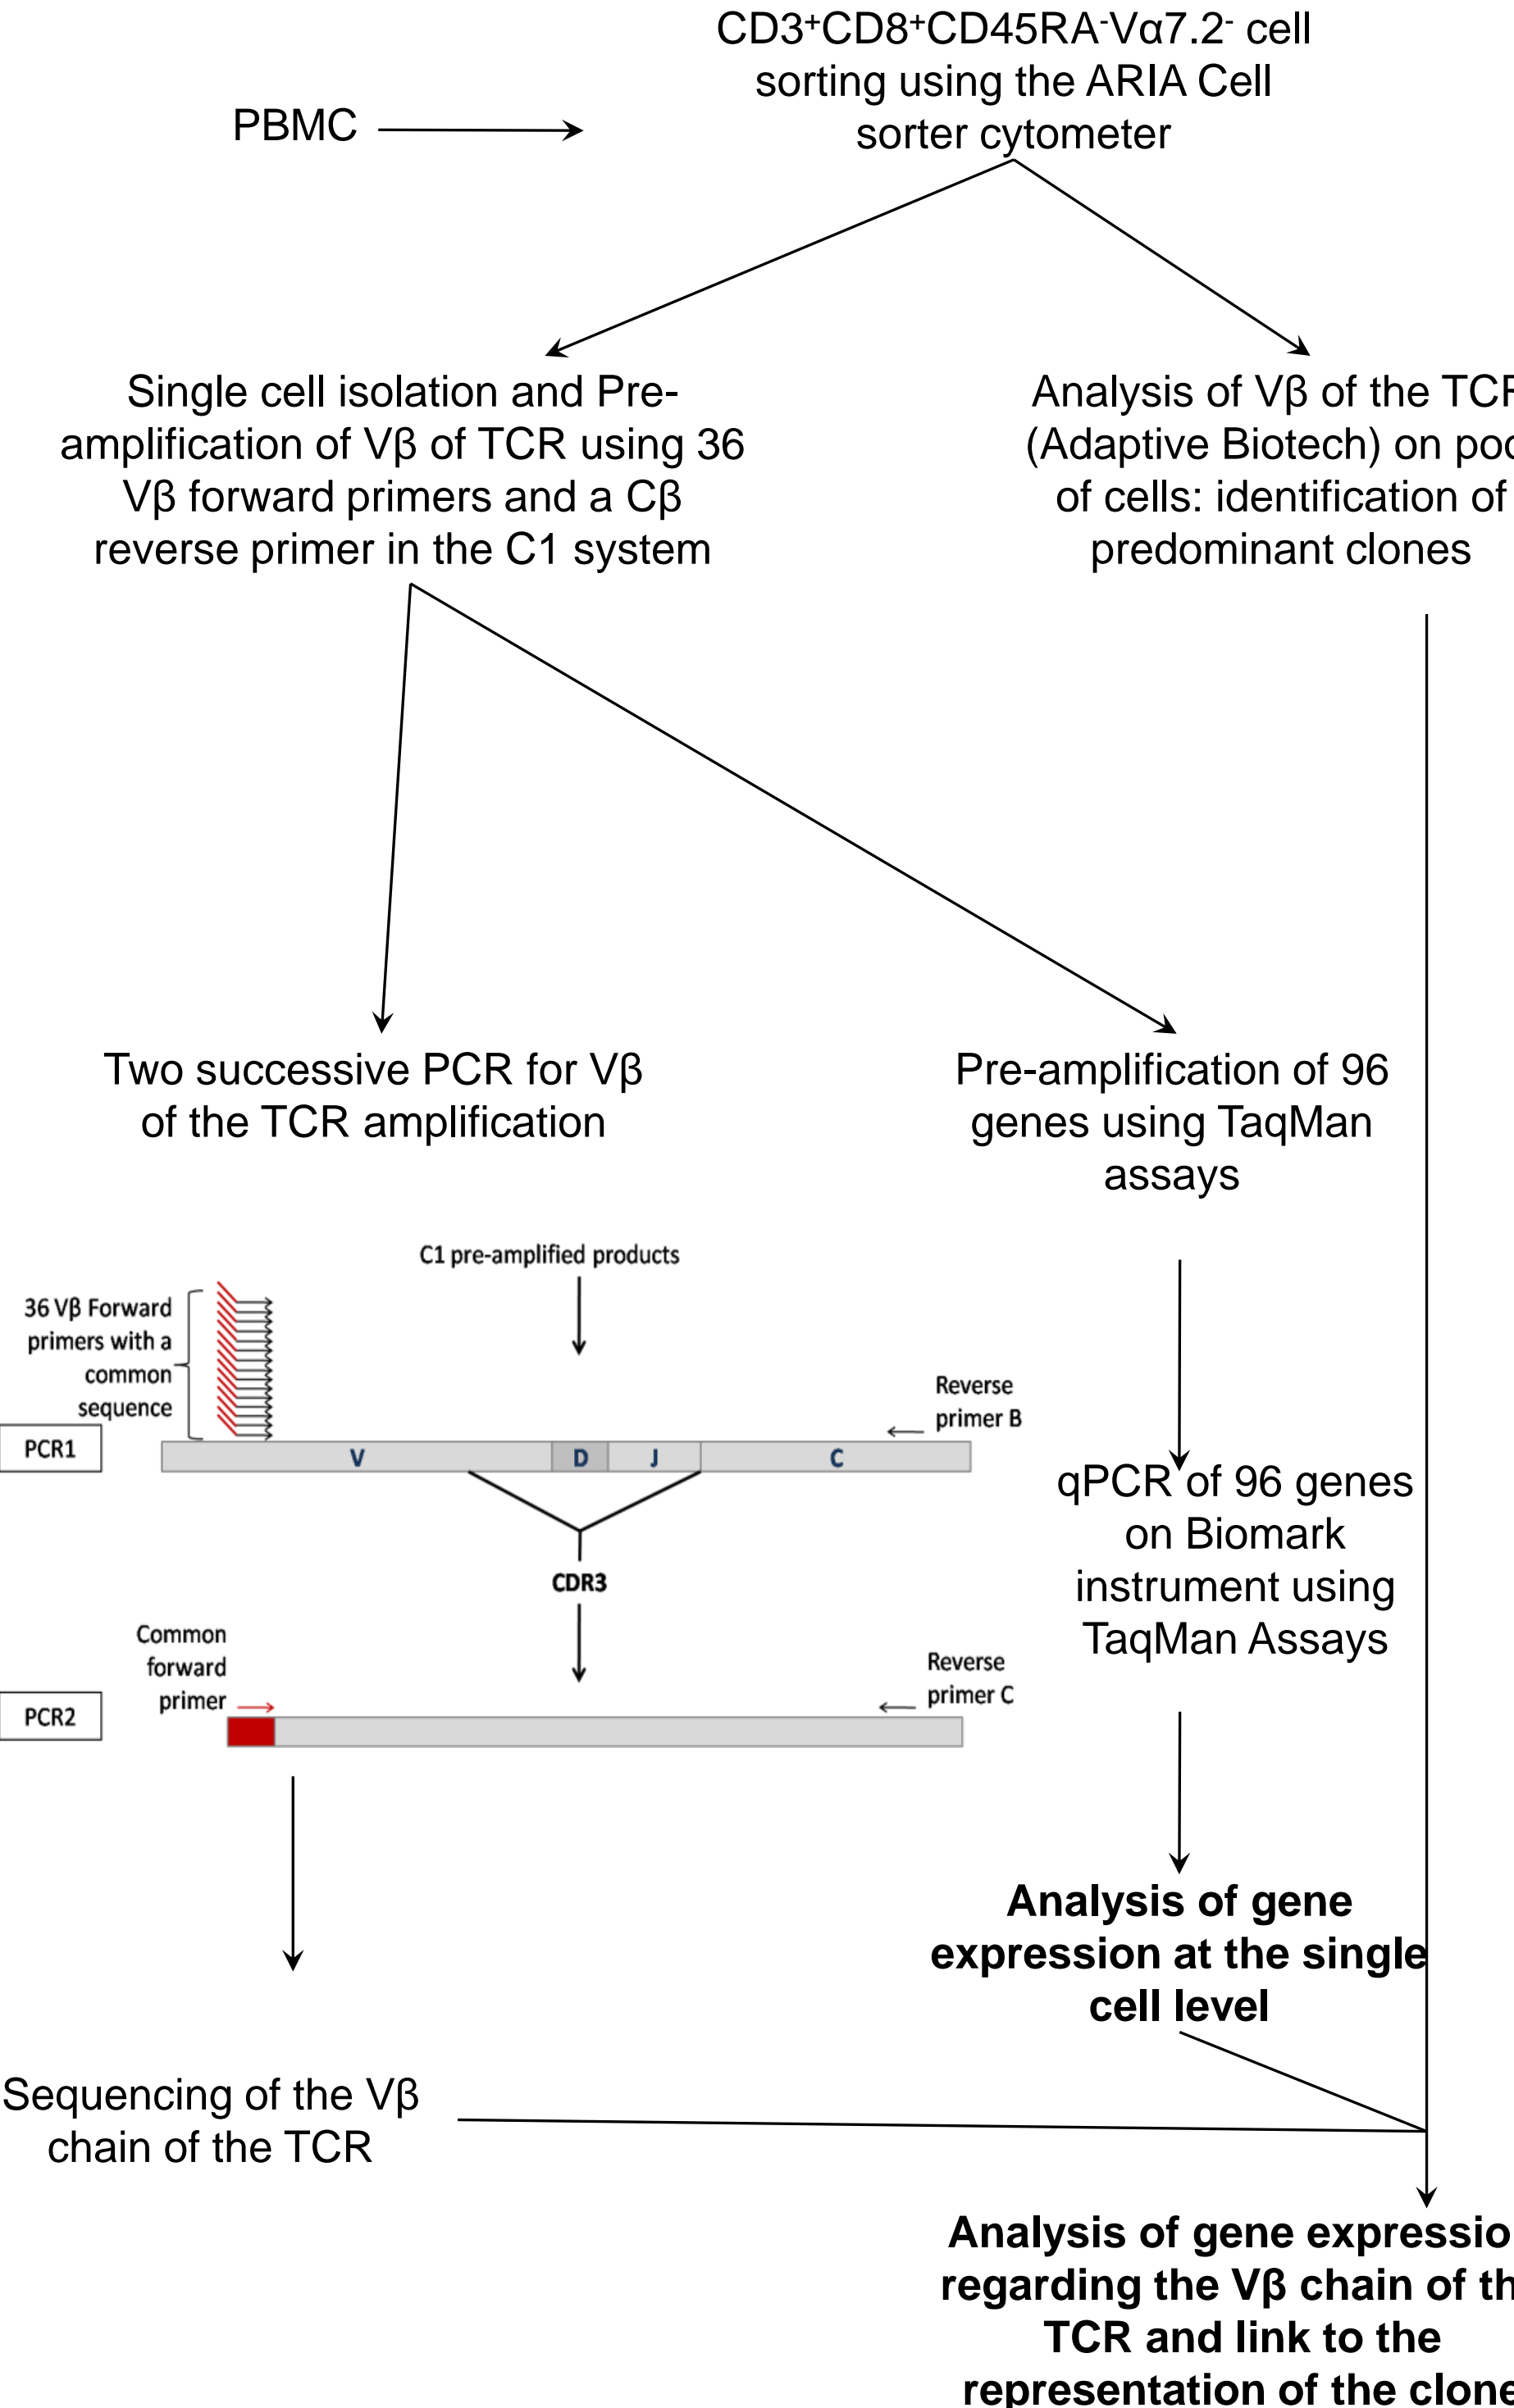 CD3⁺CD8⁺CD45RA⁻Vα7.2⁻ cell
sorting using the ARIA Cell
sorter cytometer
PBMC
Single cell isolation and Pre-
amplification of Vβ of TCR using 36
Vβ forward primers and a Cβ
reverse primer in the C1 system
Analysis of Vβ of the
(Adaptive Biotech) on
of cells: identification of
predominant clones
Two successive PCR for Vβ
of the TCR amplification
Pre-amplification of 96
genes using TaqMan
assays
C1 pre-amplified products
36 Vβ Forward
primers with a
common
sequence
Reverse
primer B
PCR1
V
D
J
C
CDR3
qPCR of 96 genes
on Biomark
instrument using
TaqMan Assays
Common
forward
primer
Reverse
primer C
PCR2
Analysis of gene
expression at the single
cell level
Sequencing of the Vβ
chain of the TCR
Analysis of gene
regarding the Vβ chain of
TCR and link to the
representation of the